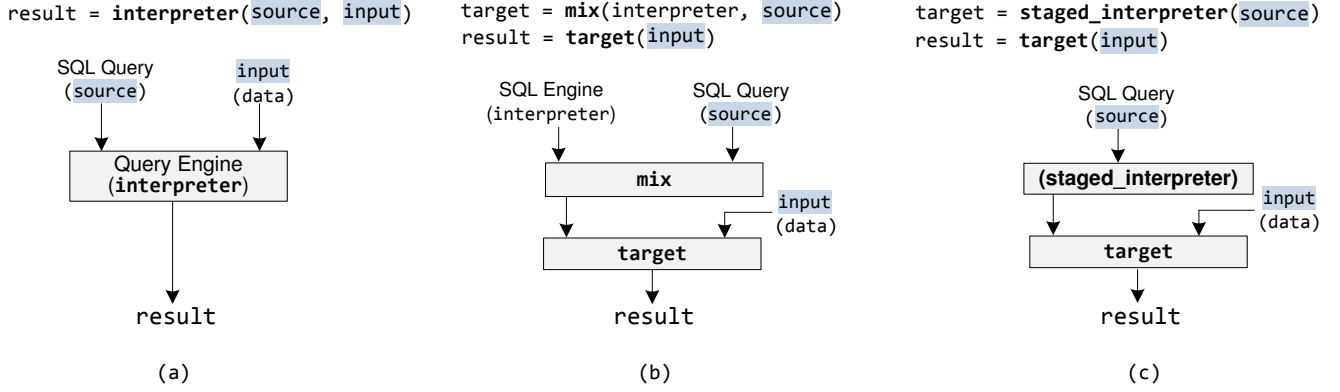 result = interpreter(source, input)
SQL Query
(source)
input
(data)
Query Engine
(interpreter)
result
(a)
target = mix(interpreter, source)
result = target(input)
SQL Engine
(interpreter)
SQL Query
(source)
mix
input
(data)
target
result
(b)
target = staged_interpreter(source)
result = target(input)
SQL Query
(source)
(staged_interpreter)
input
(data)
target
result
(c)